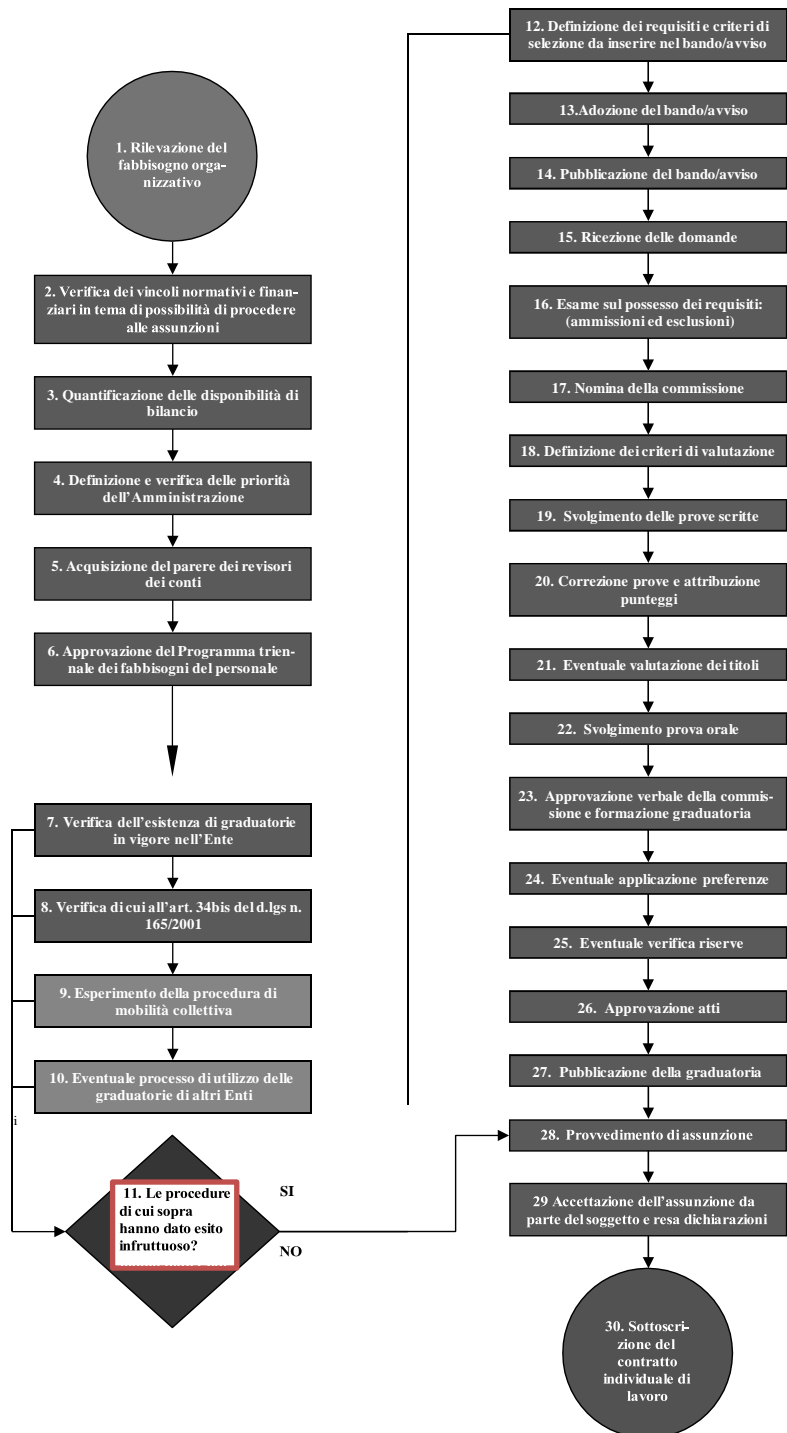 1. Rilevazione del
fabbisogno orga-
nizzativo
2. Verifica dei vincoli normativi e finan-
ziari in tema di possibilità di procedere
alle assunzioni
3. Quantificazione delle disponibilità di
bilancio
4. Definizione e verifica delle priorità
dell'Amministrazione
5. Acquisizione del parere dei revisori
dei conti
6. Approvazione del Programma trien-
nale dei fabbisogni del personale
7. Verifica dell'esistenza di graduatorie
in vigore nell'Ente
8. Verifica di cui all'art. 34bis del d.lgs n.
165/2001
9. Esperimento della procedura di
mobilità collettiva
10. Eventuale processo di utilizzo delle
graduatorie di altri Enti
i
11. Le procedure
di cui sopra
hanno dato esito
infruttuoso?
SI
NO
12. Definizione dei requisiti e criteri di
selezione da inserire nel bando/avviso
13.Adozione del bando/avviso
14. Pubblicazione del bando/avviso
15. Ricezione delle domande
16. Esame sul possesso dei requisiti:
(ammissioni ed esclusioni)
17. Nomina della commissione
18. Definizione dei criteri di valutazione
19. Svolgimento delle prove scritte
20. Correzione prove e attribuzione
punteggi
21. Eventuale valutazione dei titoli
22. Svolgimento prova orale
23. Approvazione verbale della commis-
sione e formazione graduatoria
24. Eventuale applicazione preferenze
25. Eventuale verifica riserve
26. Approvazione atti
27. Pubblicazione della graduatoria
28. Provvedimento di assunzione
29 Accettazione dell'assunzione da
parte del soggetto e resa dichiarazioni
30. Sottoscri-
zione del
contratto
individuale di
lavoro